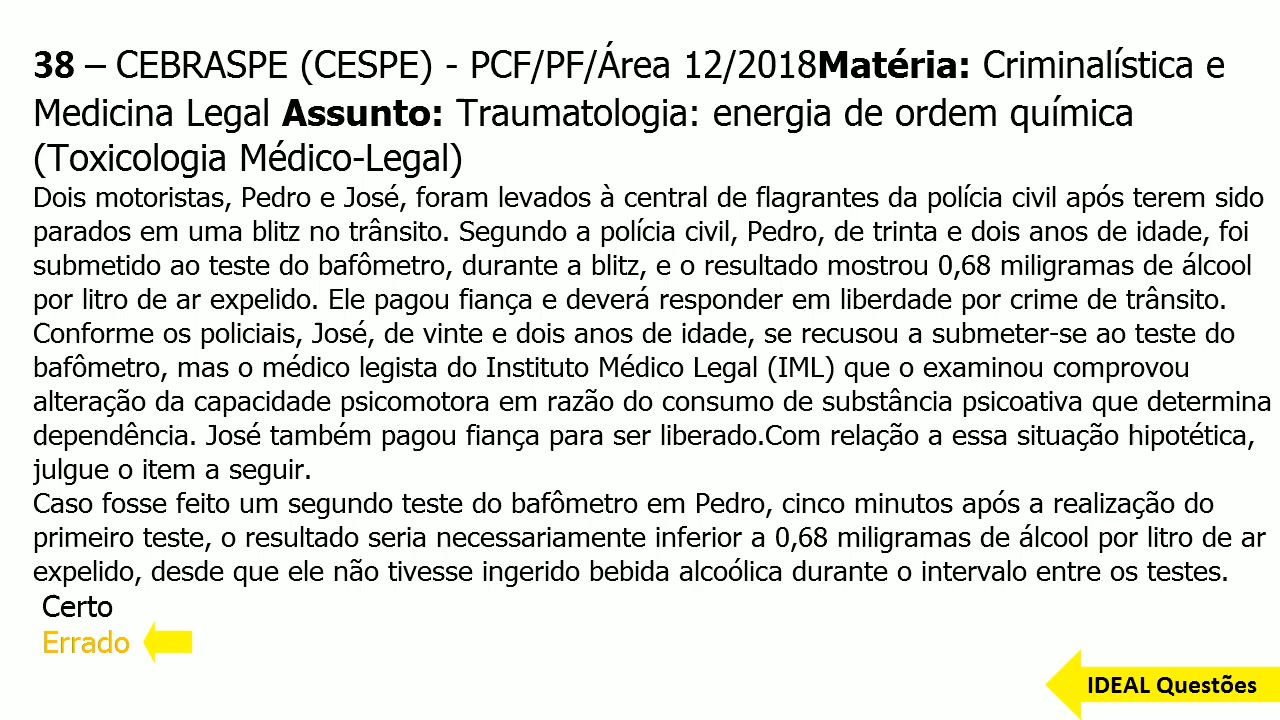 38 – CEBRASPE (CESPE) - PCF/PF/Área 12/2018Matéria: Criminalística e
Medicina Legal Assunto: Traumatologia: energia de ordem química
(Toxicologia Médico-Legal)
Dois motoristas, Pedro e José, foram levados à central de flagrantes da polícia civil após terem sido
parados em uma blitz no trânsito. Segundo a polícia civil, Pedro, de trinta e dois anos de idade, foi
submetido ao teste do bafômetro, durante a blitz, e o resultado mostrou 0,68 miligramas de álcool
por litro de ar expelido. Ele pagou fiança e deverá responder em liberdade por crime de trânsito.
Conforme os policiais, José, de vinte e dois anos de idade, se recusou a submeter-se ao teste do
bafômetro, mas o médico legista do Instituto Médico Legal (IML) que o examinou comprovou
alteração da capacidade psicomotora em razão do consumo de substância psicoativa que determina
dependência. José também pagou fiança para ser liberado.Com relação a essa situação hipotética,
julgue o item a seguir.
Caso fosse feito um segundo teste do bafômetro em Pedro, cinco minutos após a realização do
primeiro teste, o resultado seria necessariamente inferior a 0,68 miligramas de álcool por litro de ar
expelido, desde que ele não tivesse ingerido bebida alcoólica durante o intervalo entre os testes.
Certo
Errado
IDEAL Questões